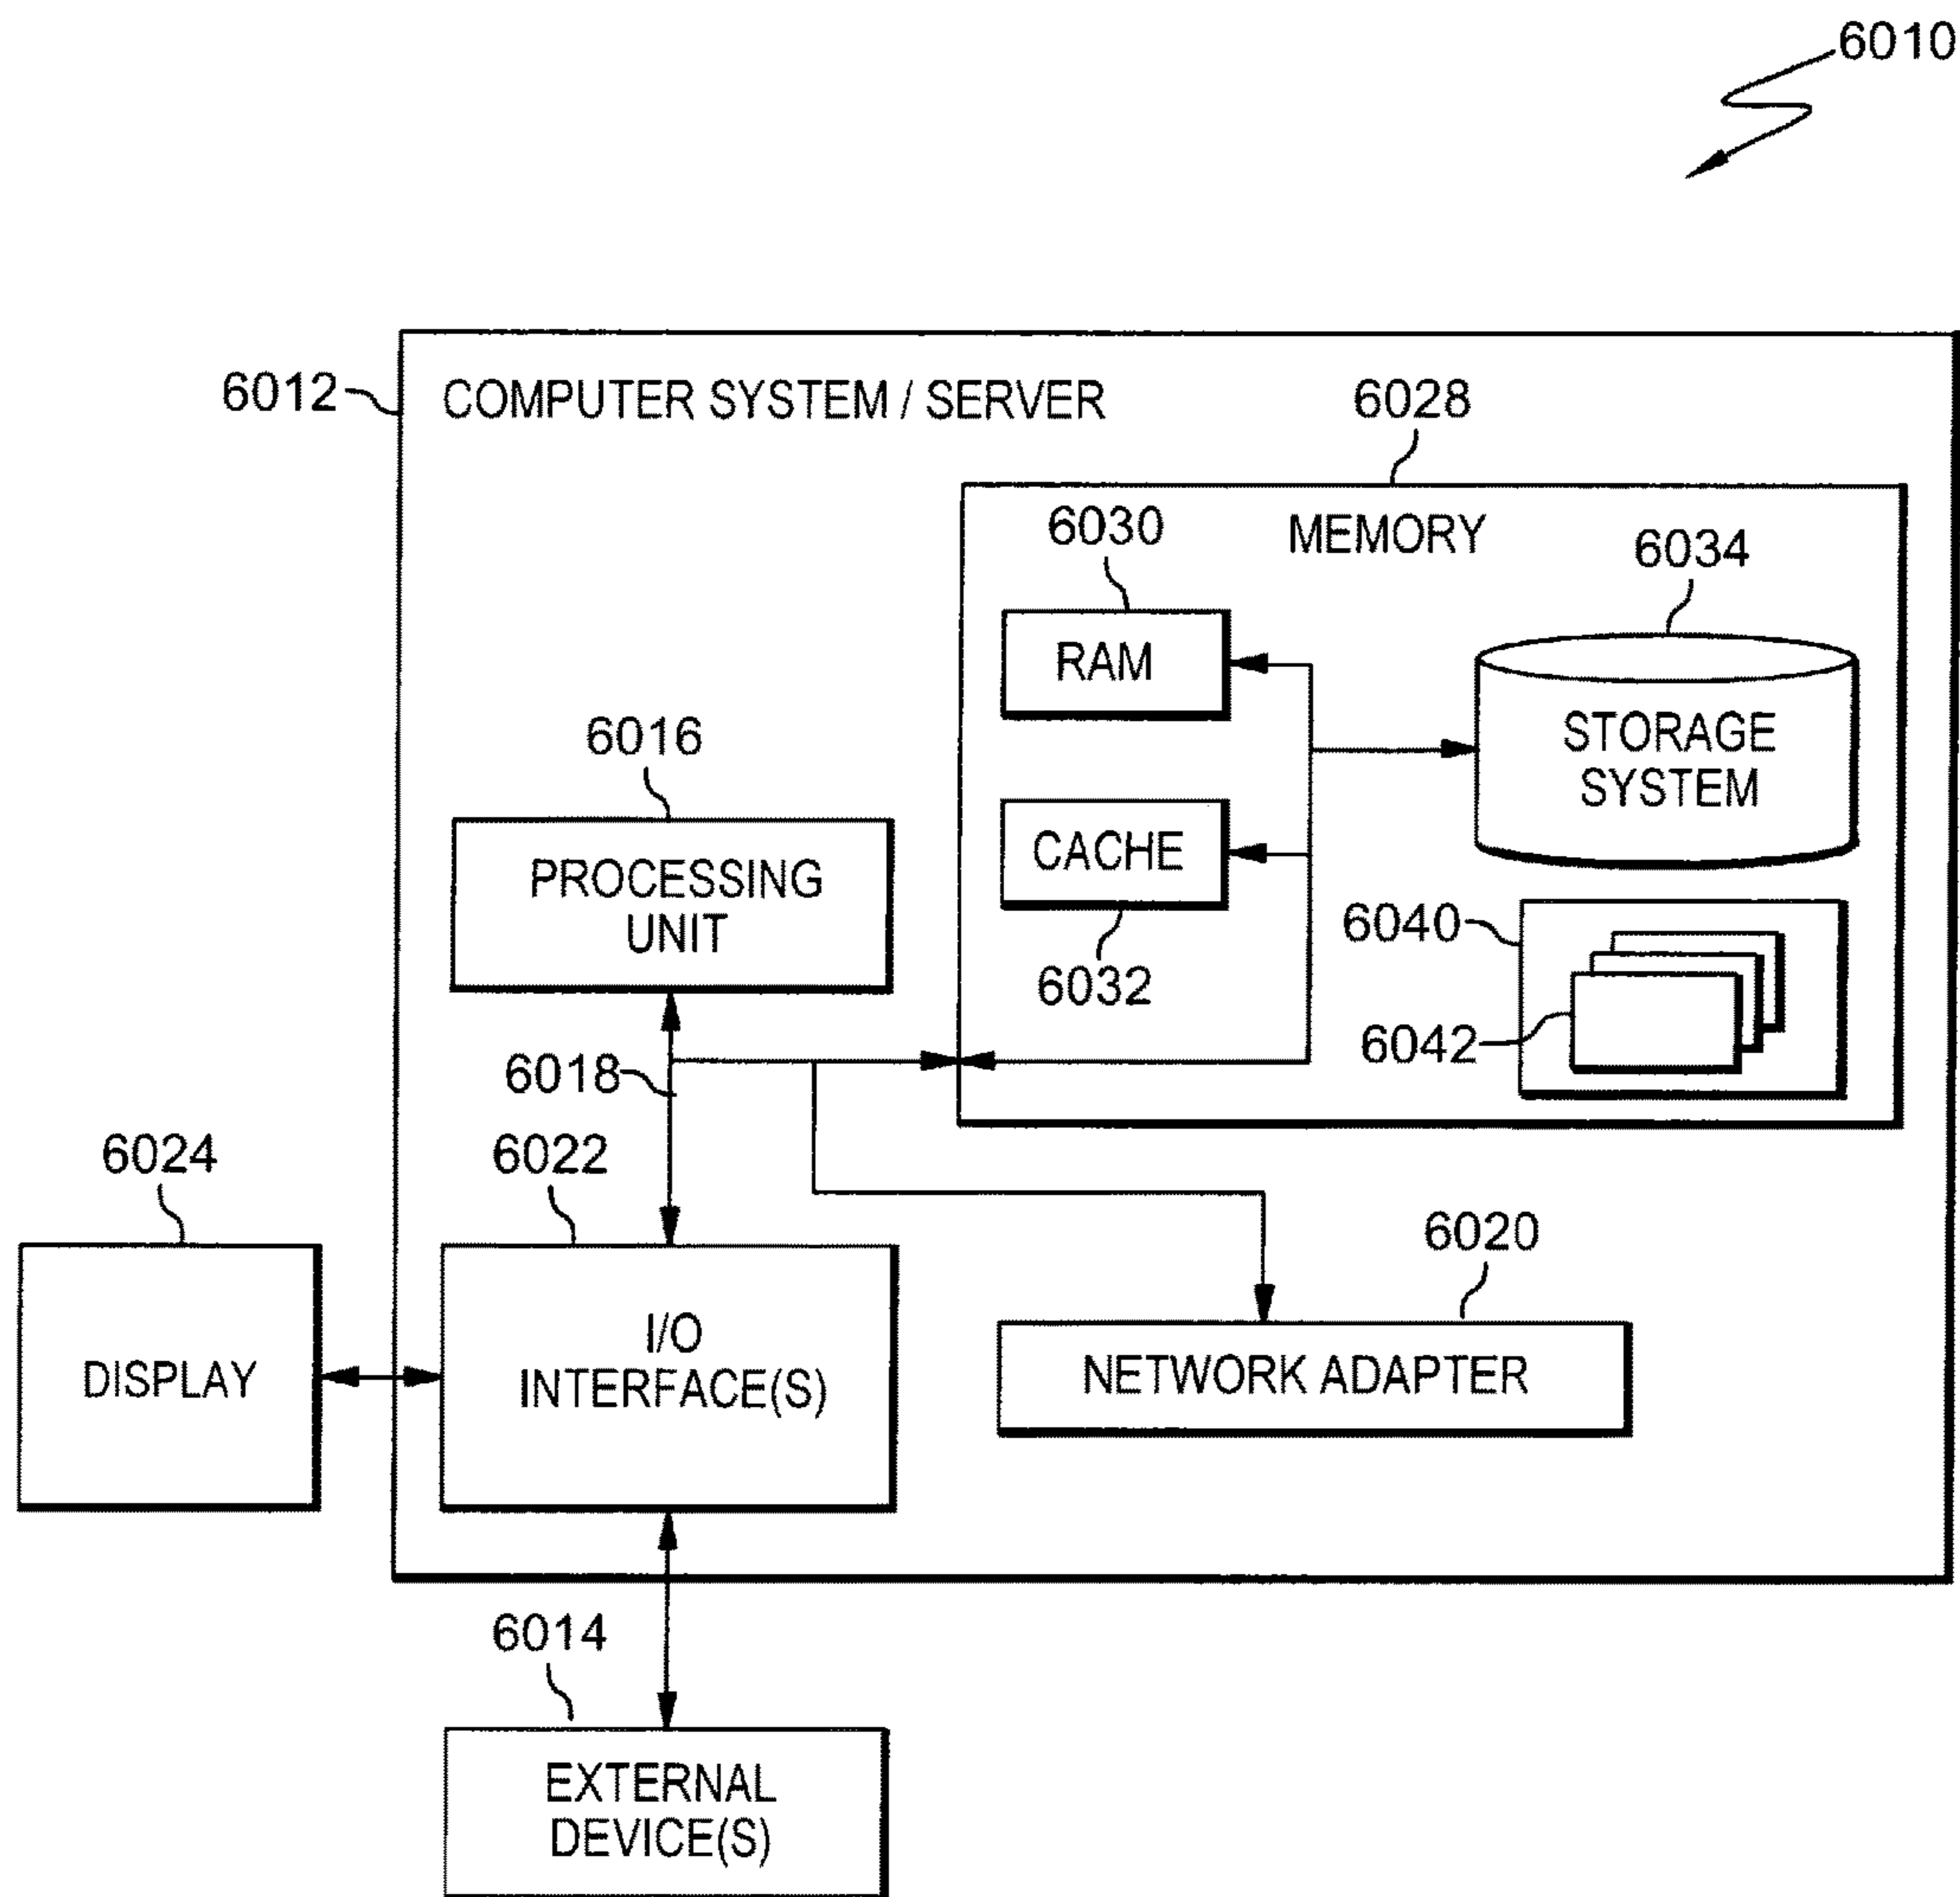 6010
6012
COMPUTER SYSTEM / SERVER
6028
MEMORY
6030
RAM
6034
STORAGE
SYSTEM
6016
PROCESSING
UNIT
CACHE
6032
6040
6042
6018
6024
DISPLAY
6022
I/O
INTERFACE(S)
6020
NETWORK ADAPTER
6014
EXTERNAL
DEVICE(S)